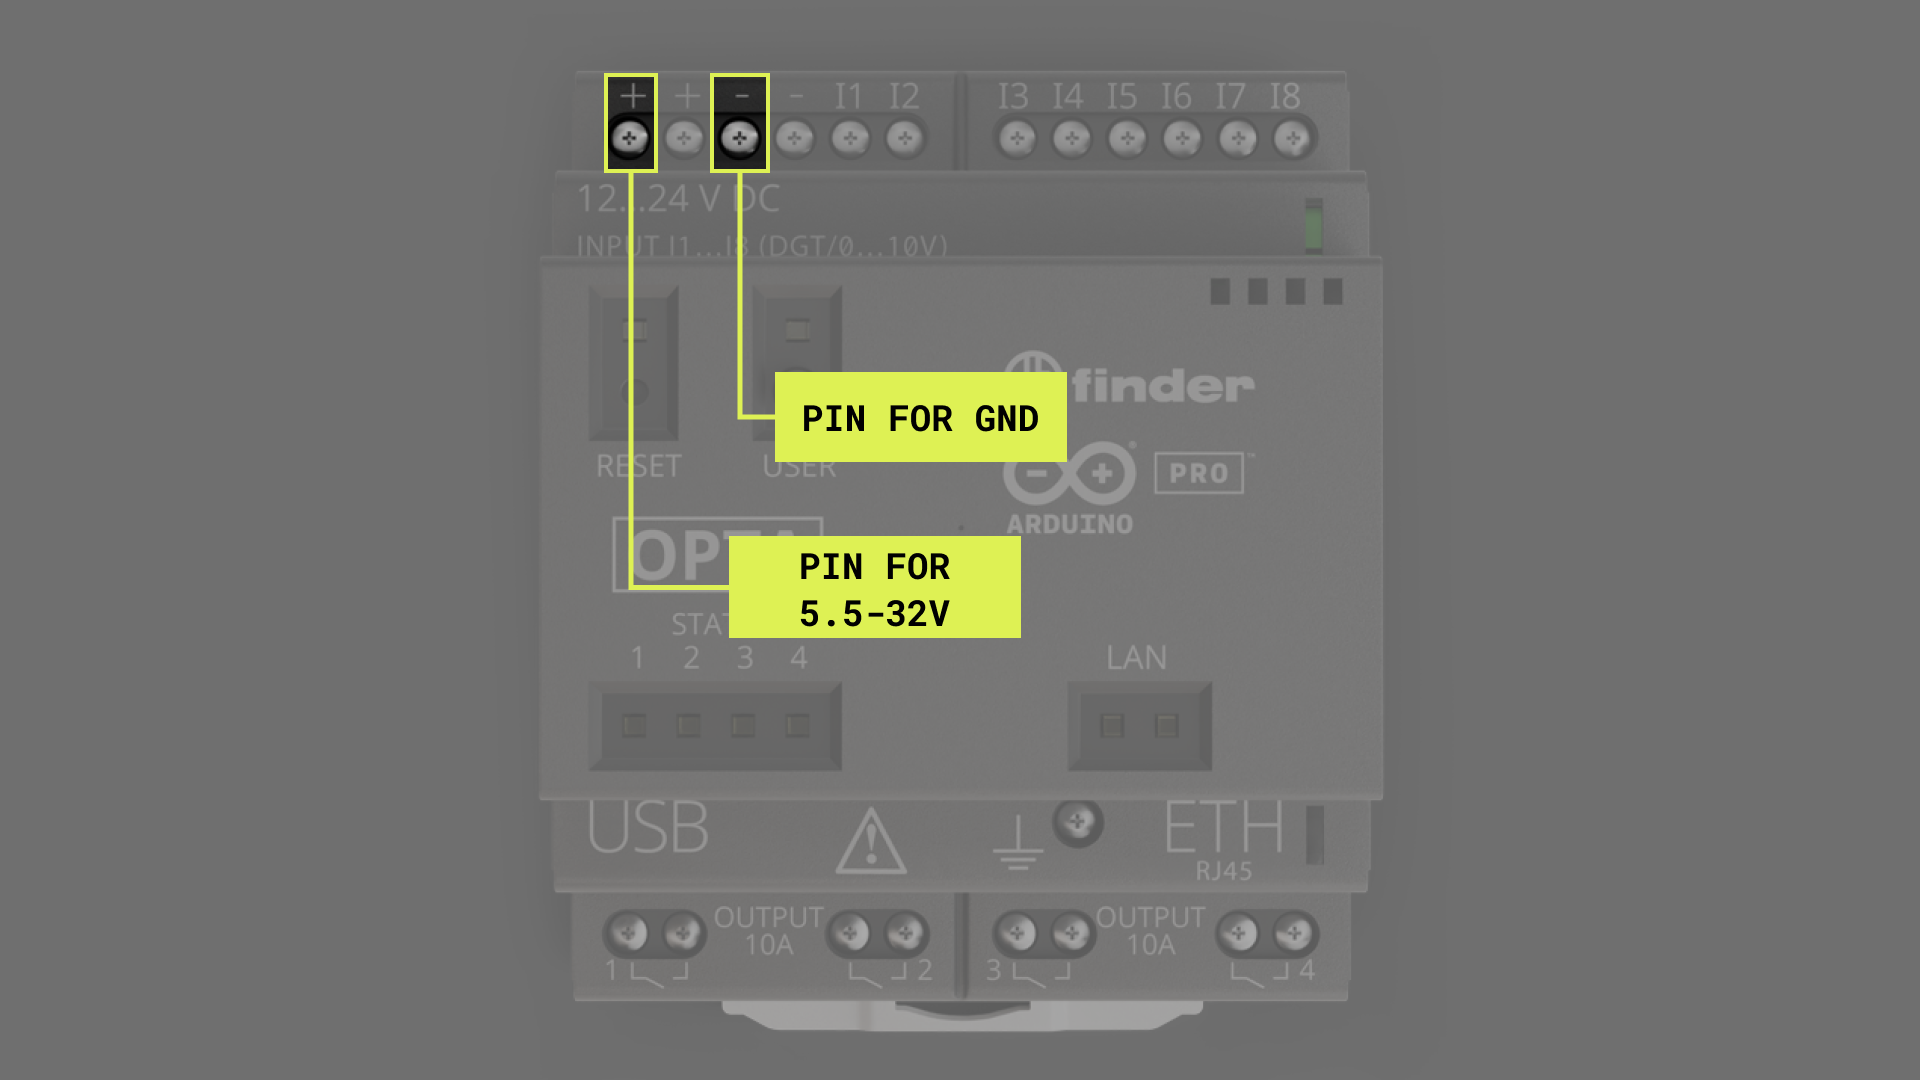 + + - - I1 I2 I3 I4 I5 I6 I7 I8
12...24 V DC
INPUT I1...I8 (DGT/0...10V)
finder
PIN FOR GND
RESET
USER
PRO™
ARDUINO
OPTA
PIN FOR
5.5-32V
1 2 3 4
LAN
USB
ETH
RJ45
OUTPUT
10A
OUTPUT
10A
1
2
3
4